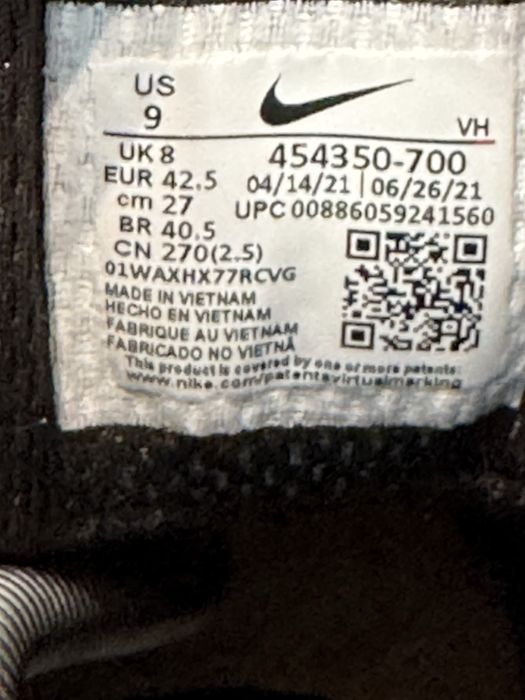 US
9
VH
UK 8
454350-700
EUR 42.5
04/14/21 | 06/26/21
cm 27
UPC 00886059241560
BR 40.5
CN 270(2.5)
01WAXHX77RCVG
MADE IN VIETNAM
HECHO EN VIETNAM
FABRIQUE AU VIETNAM
FABRICADO NO VIETNÃ
This product is covered by one or more patents:
www.nike.com/patentsvirtualmarking